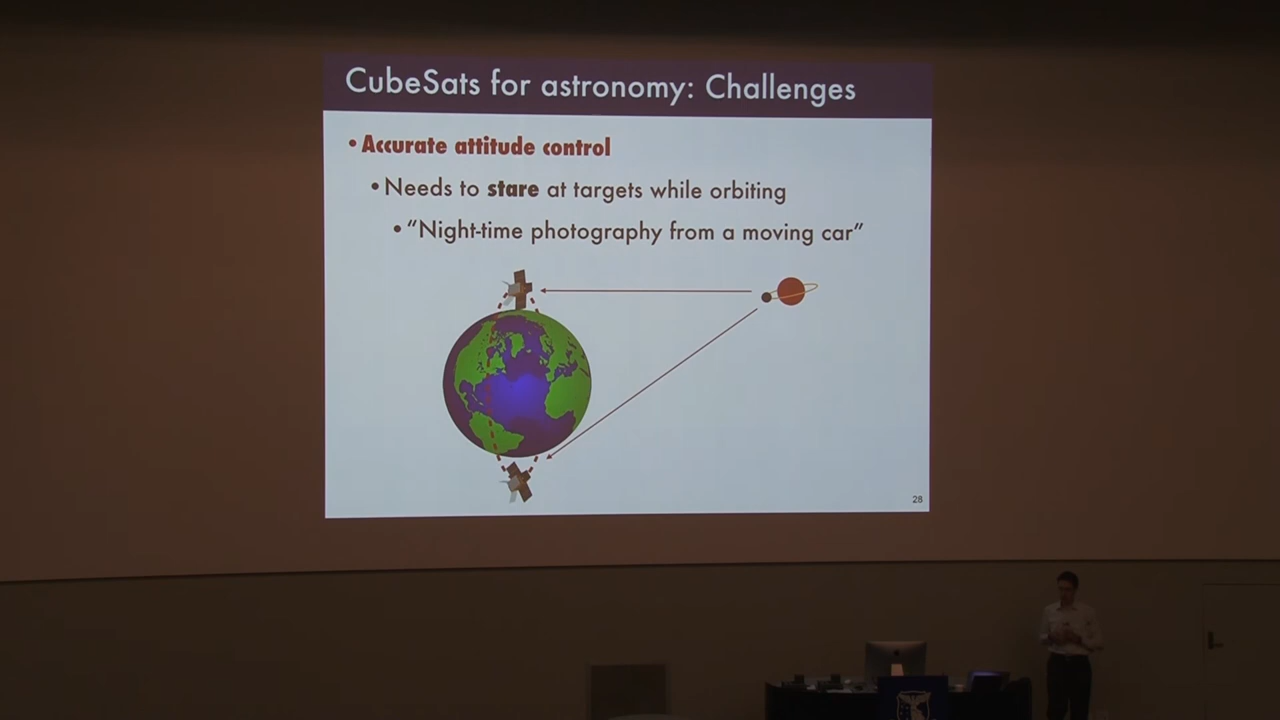 CubeSats for astronomy: Challenges
• Accurate attitude control
• Needs to stare at targets while orbiting
• “Night-time photography from a moving car”
28